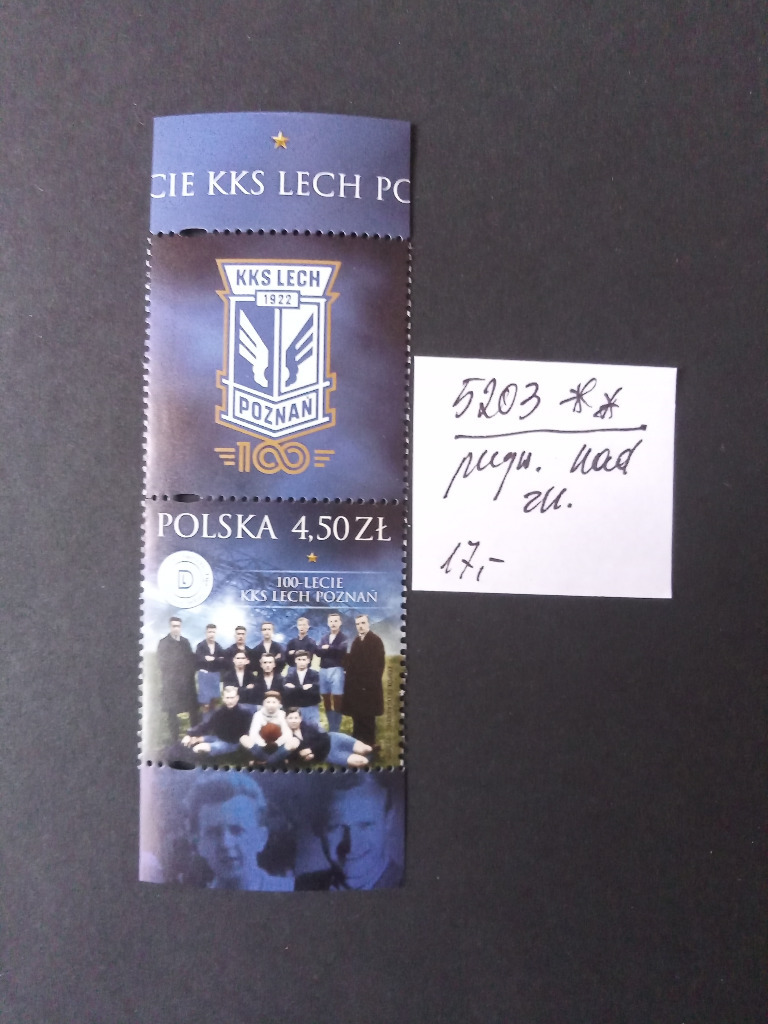 CIE KKS LECH PO
KKS LECH
1922
POZNAŃ
100
POLSKA 4,50 ZŁ
100-LECIE
KKS LECH POZNAŃ
D
5203 **
nad
zn.
17,-